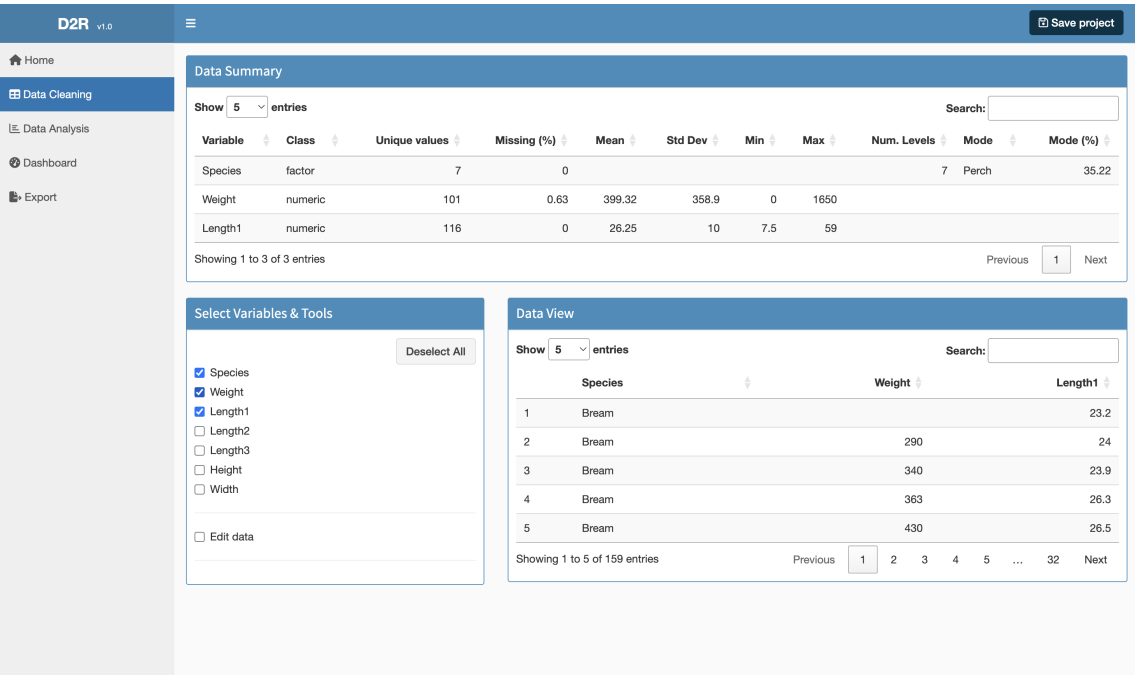 D2R v1.0
Save project
Home
Data Cleaning
Data Analysis
Dashboard
Export
Data Summary
Show 5 entries
Search:
Variable Class Unique values Missing (%) Mean Std Dev Min Max Num. Levels Mode Mode (%)
Species factor 7 0 7 Perch 35.22
Weight numeric 101 0.63 399.32 358.9 0 1650
Length1 numeric 116 0 26.25 10 7.5 59
Showing 1 to 3 of 3 entries
Previous 1 Next
Select Variables & Tools
Deselect All
Species
Weight
Length1
Length2
Length3
Height
Width
Edit data
Data View
Show 5 entries
Search:
Species Weight Length1
1 Bream 23.2
2 Bream 290 24
3 Bream 340 23.9
4 Bream 363 26.3
5 Bream 430 26.5
Showing 1 to 5 of 159 entries
Previous 1 2 3 4 5 … 32 Next